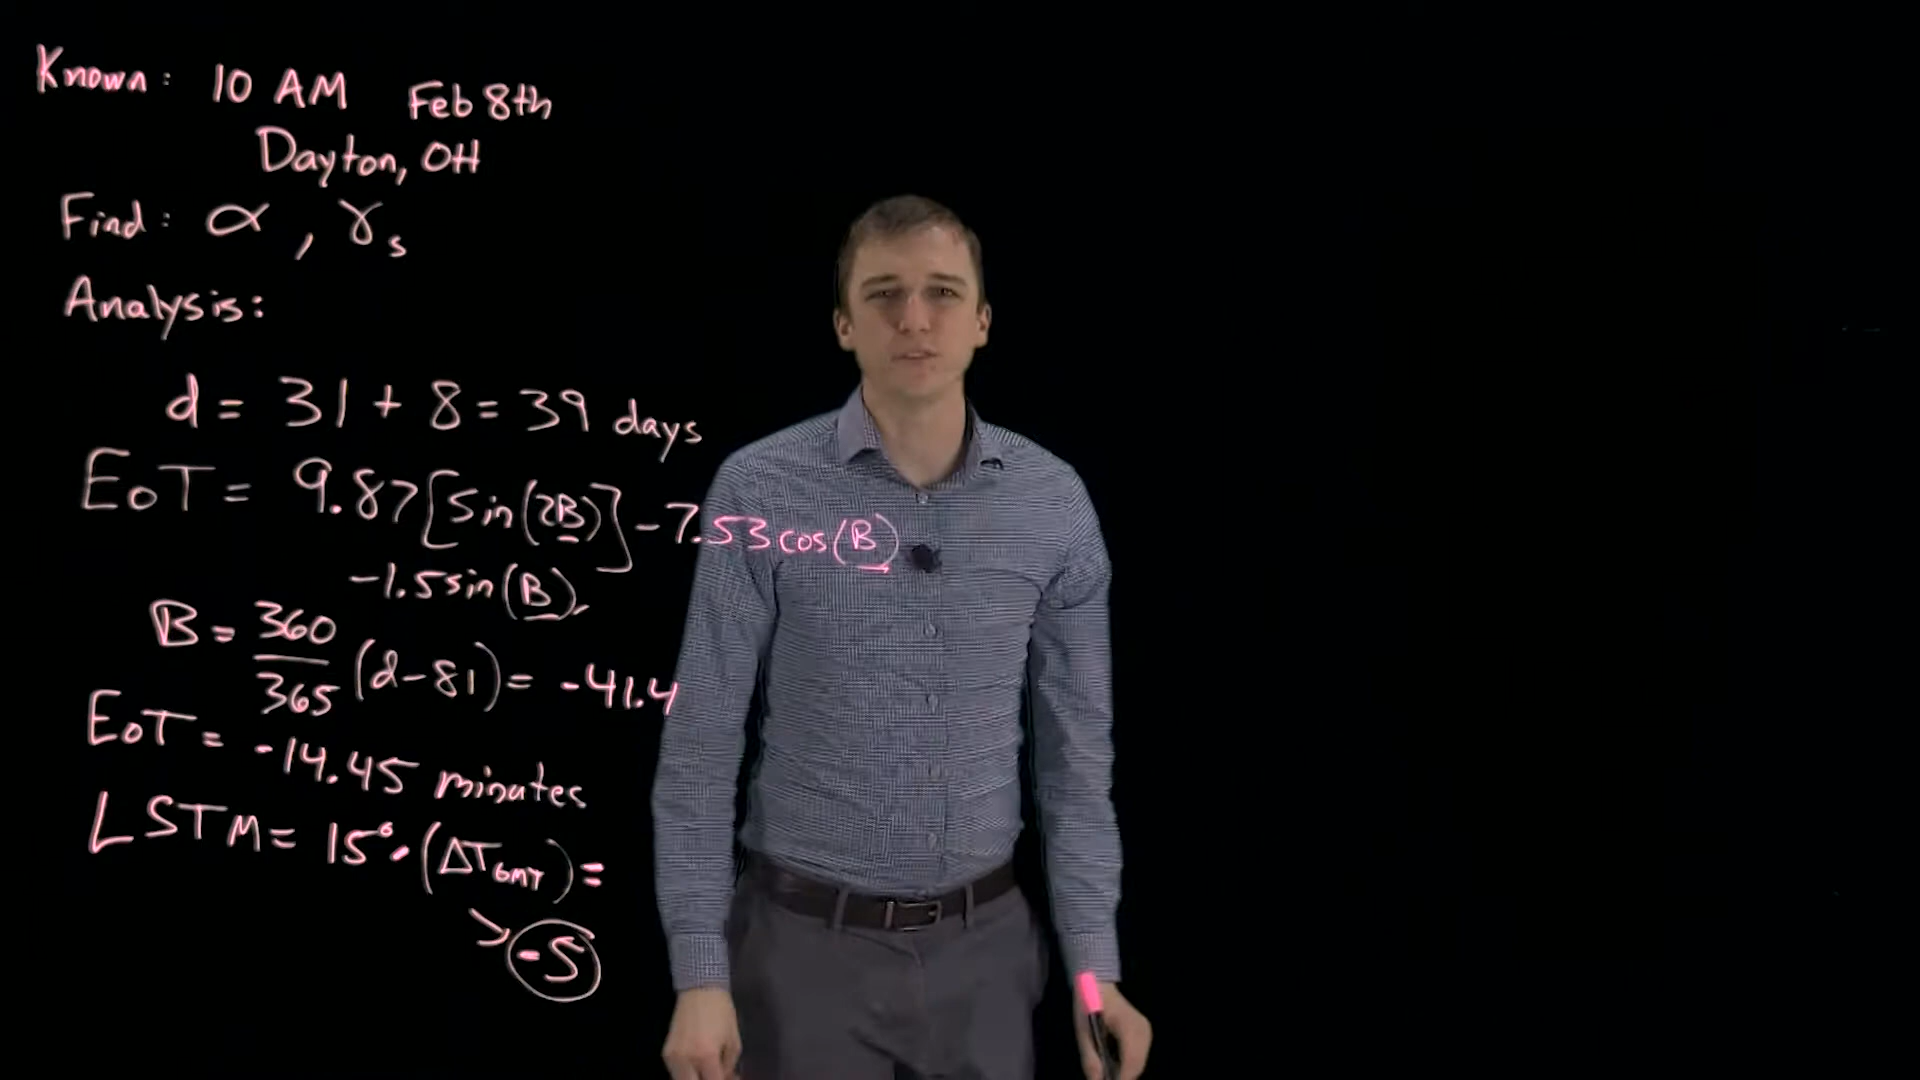 Known: 10 AM Feb 8th
Dayton, OH
Find: α, γs
Analysis:
d = 31 + 8 = 39 days
EoT = 9.87[sin(2B)] - 7.53 cos(B)
-1.5 sin(B)
B = 360/365 (d-81) = -41.4
EoT = -14.45 minutes
LSTM = 15°·(ΔTGMT) =
-5